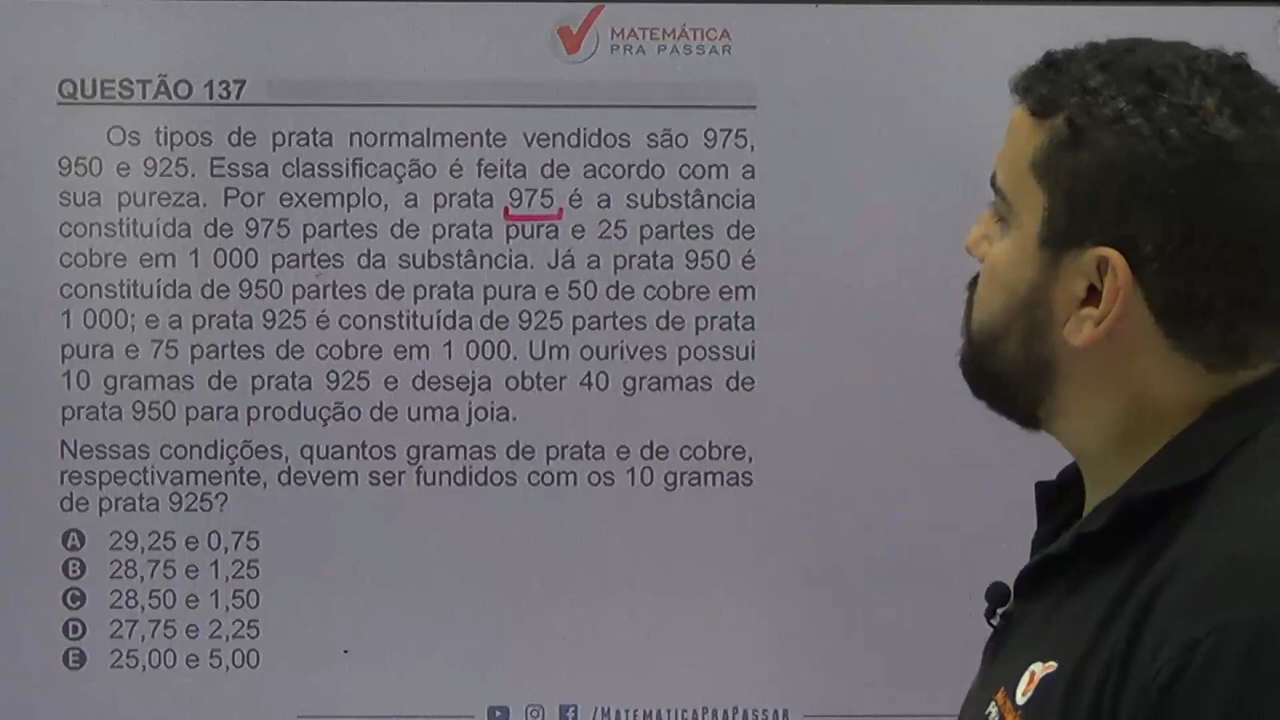 MATEMÁTICA
PRA PASSAR
QUESTÃO 137
Os tipos de prata normalmente vendidos são 975,
950 e 925. Essa classificação é feita de acordo com a
sua pureza. Por exemplo, a prata 975 é a substância
constituída de 975 partes de prata pura e 25 partes de
cobre em 1 000 partes da substância. Já a prata 950 é
constituída de 950 partes de prata pura e 50 de cobre em
1 000; e a prata 925 é constituída de 925 partes de prata
pura e 75 partes de cobre em 1 000. Um ourives possui
10 gramas de prata 925 e deseja obter 40 gramas de
prata 950 para produção de uma joia.
Nessas condições, quantos gramas de prata e de cobre,
respectivamente, devem ser fundidos com os 10 gramas
de prata 925?
A 29,25 e 0,75
B 28,75 e 1,25
C 28,50 e 1,50
D 27,75 e 2,25
E 25,00 e 5,00
/MATEMATICAPRAPASSAR